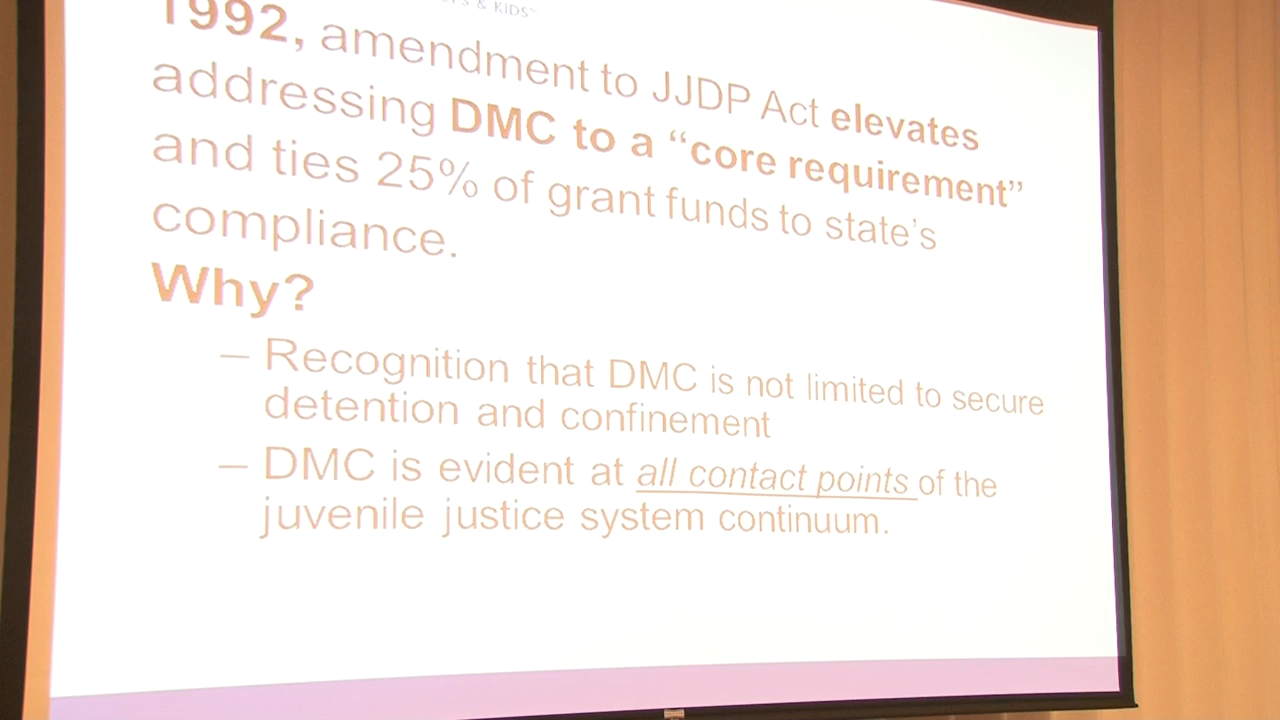 & KIDS
1992, amendment to JJDP Act elevates
addressing DMC to a “core requirement”
and ties 25% of grant funds to state’s
compliance.
Why?
– Recognition that DMC is not limited to secure
detention and confinement
– DMC is evident at all contact points of the
juvenile justice system continuum.